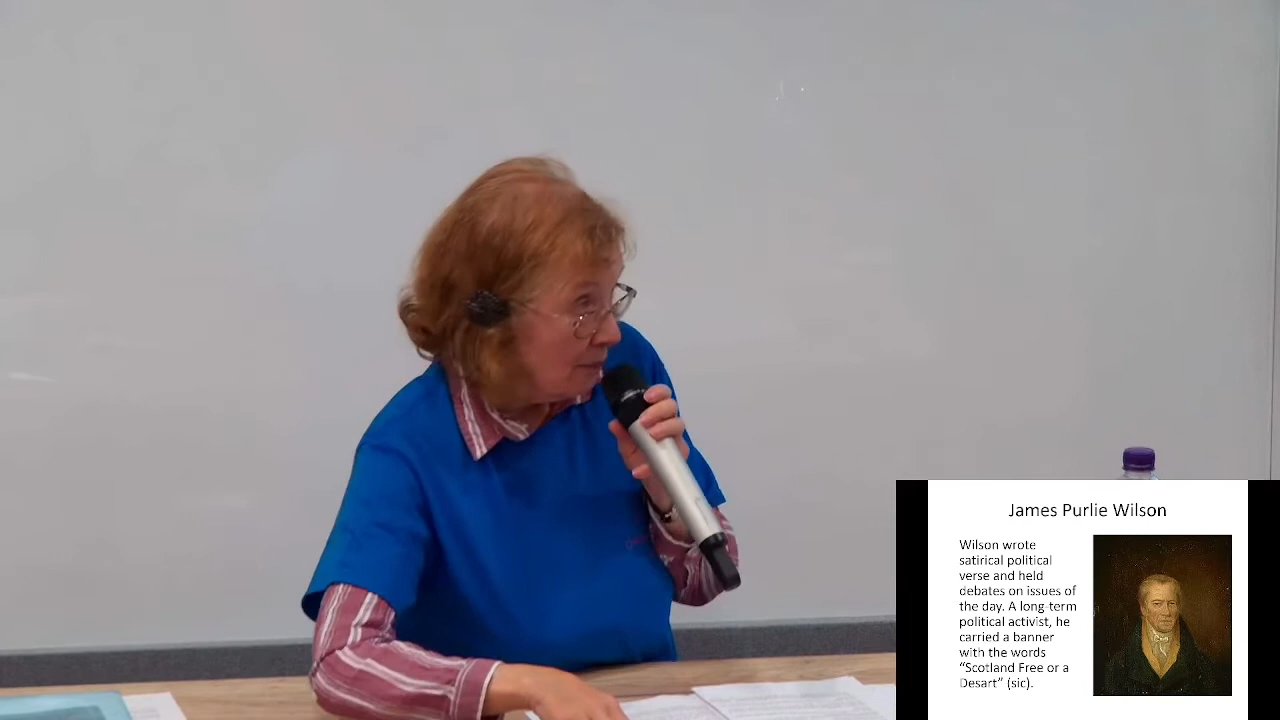 James Purlie Wilson
Wilson wrote
satirical political
verse and held
debates on issues of
the day. A long-term
political activist, he
carried a banner
with the words
“Scotland Free or a
Desart” (sic).